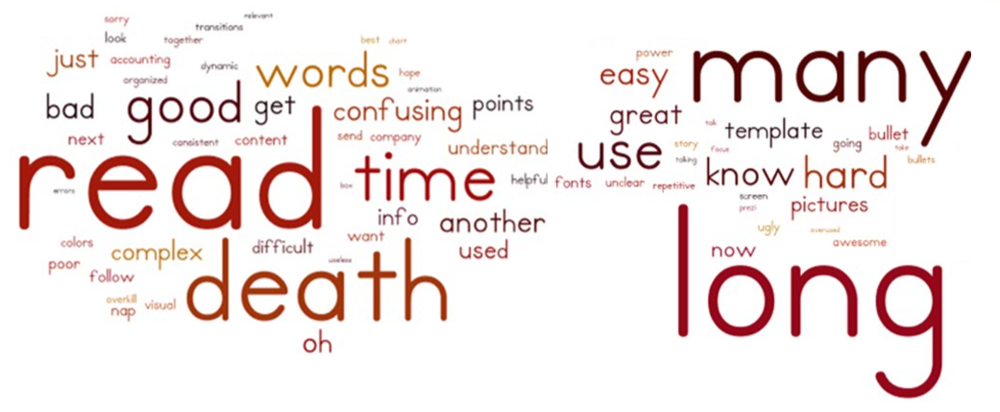 sorry
relevant
transitions
look
together
best
chart
just
accounting
dynamic
words
hope
organized
animation
bad
good
get
confusing
points
next
consistent
content
send
company
understand
read
time
helpful
box
errors
info
another
want
used
colors
complex
difficult
useless
poor
follow
death
overkill
nap
visual
oh
power
many
easy
great
template
bullet
talk
going
use
story
focus
talking
take
bullets
fonts
unclear
repetitive
know
hard
screen
prezi
pictures
ugly
overused
awesome
now
long